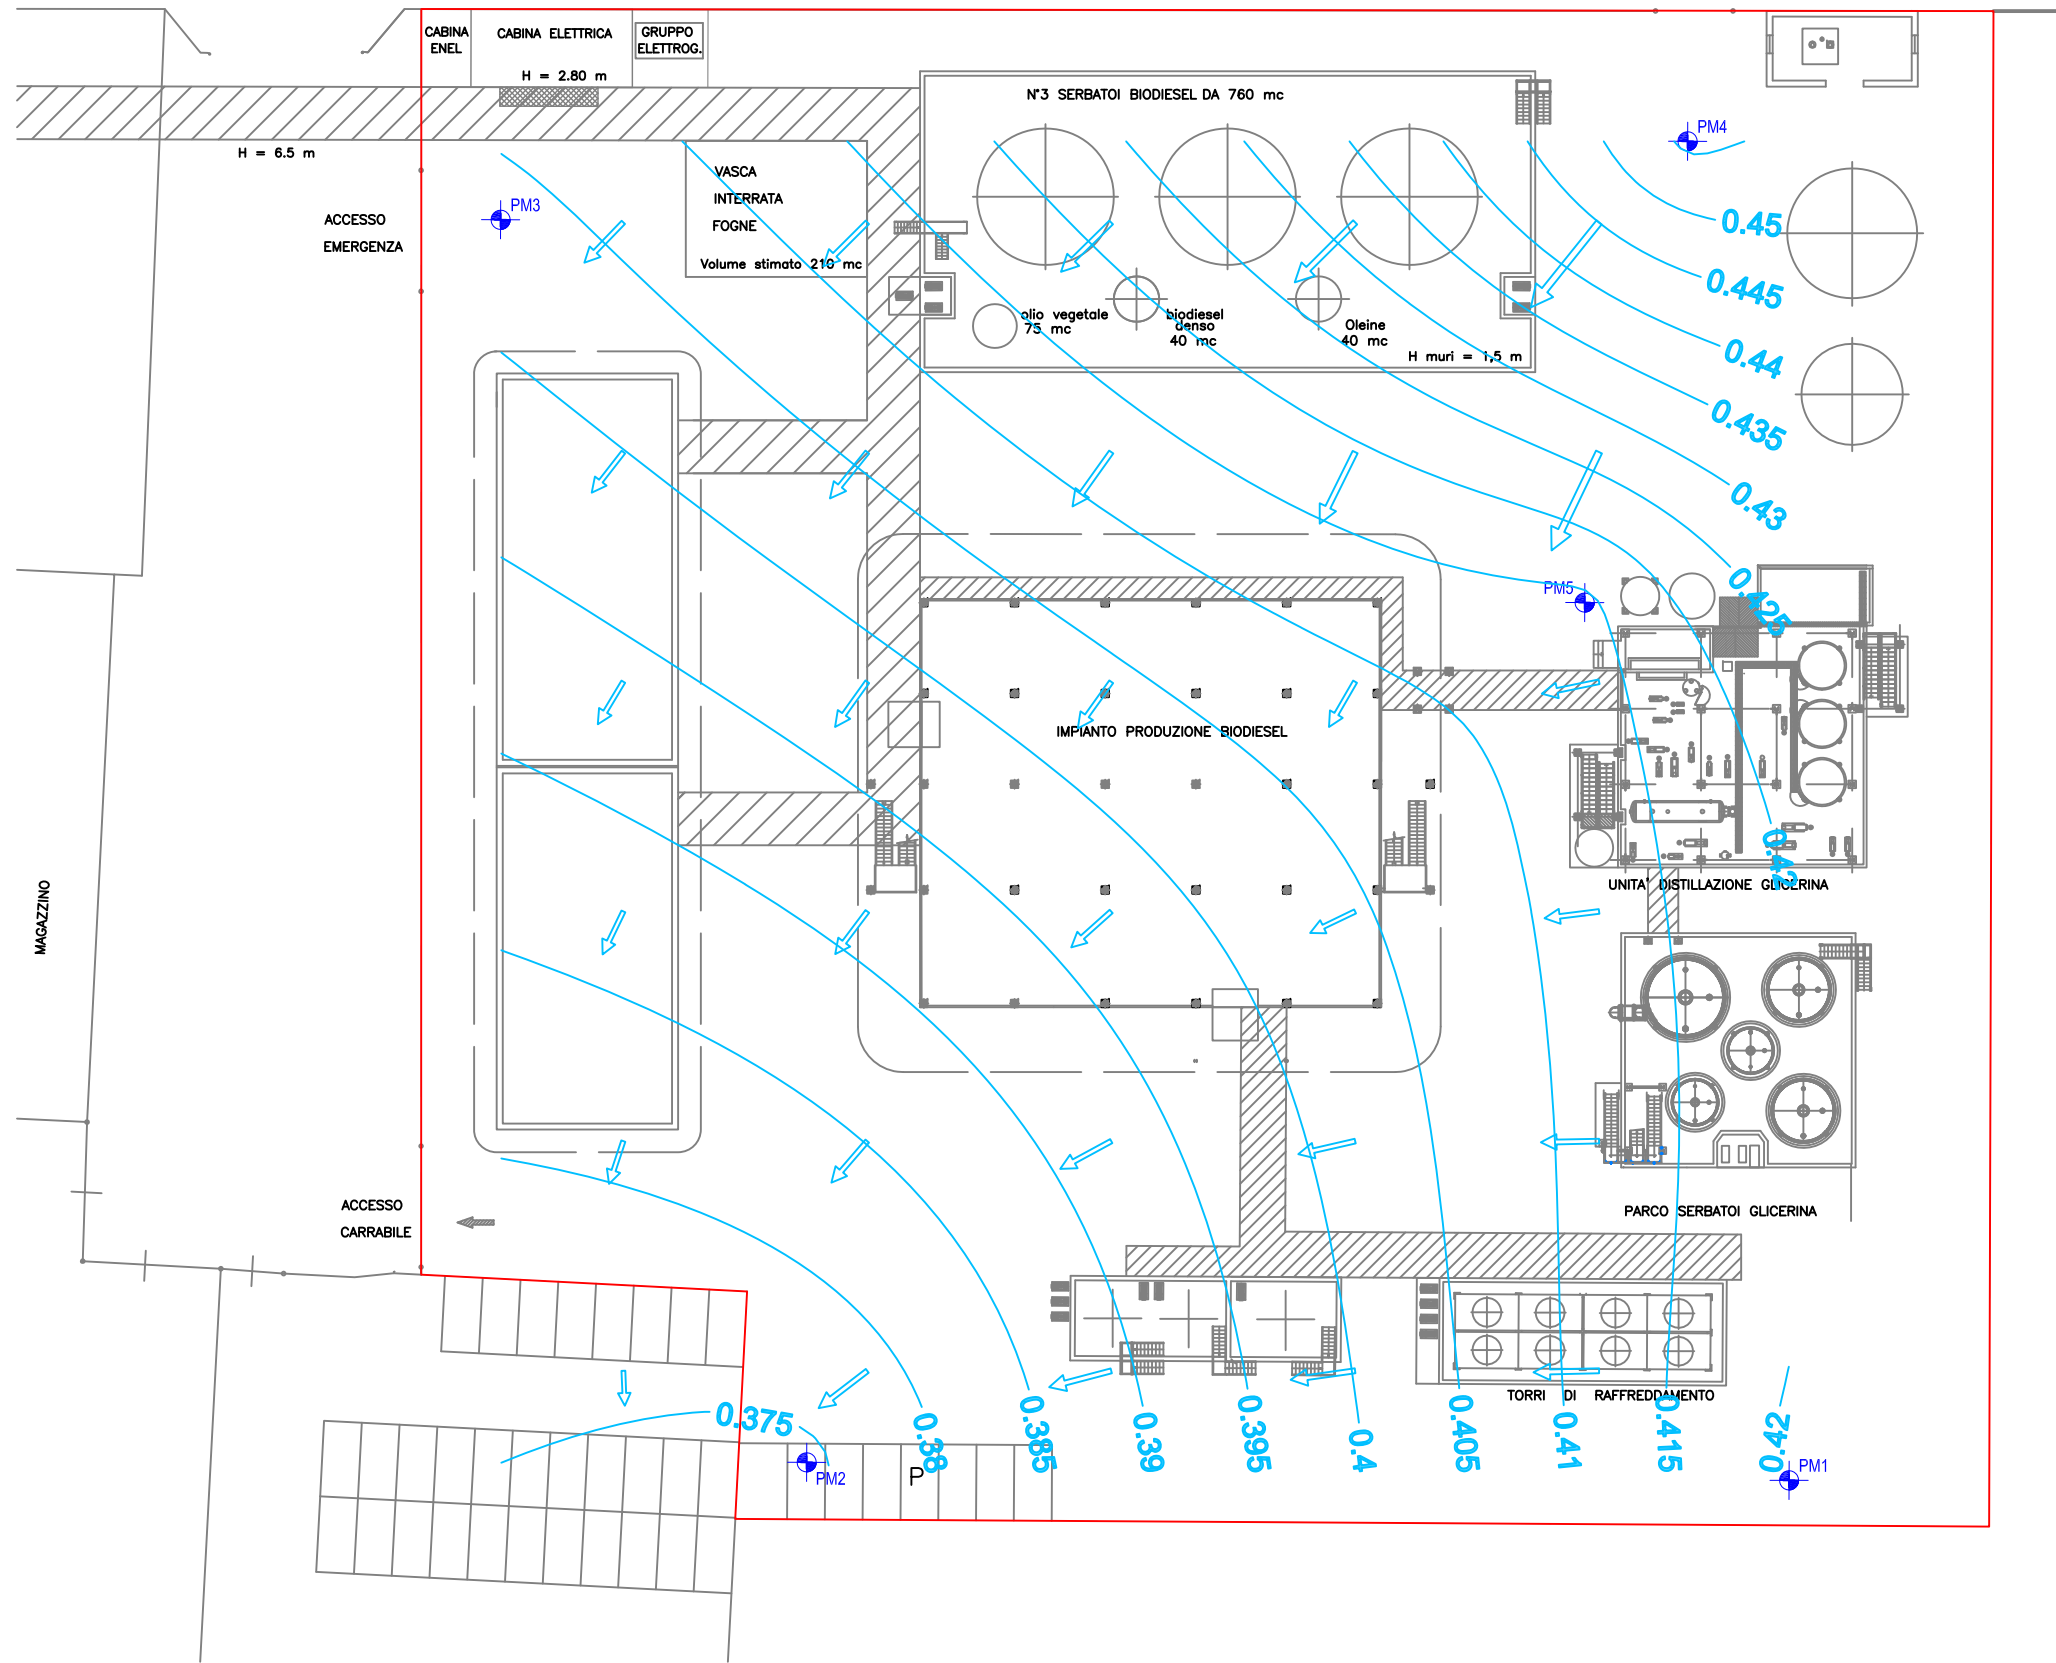 CABINA
ENEL
CABINA ELETTRICA
GRUPPO
ELETTROG.
H = 2.80 m
N°3 SERBATOI BIODIESEL DA 760 mc
PM4
H = 6.5 m
VASCA
INTERRATA
FOGNE
Volume stimato 210 mc
PM3
ACCESSO
EMERGENZA
0.45
0.445
olio vegetale
75 mc
biodiesel
denso
40 mc
Oleine
40 mc
H muri = 1,5 m
0.44
0.435
0.43
0.425
PM5
IMPIANTO PRODUZIONE BIODIESEL
0.42
UNITA' DISTILLAZIONE GLICERINA
MAGAZZINO
ACCESSO
CARRABILE
PARCO SERBATOI GLICERINA
TORRI DI RAFFREDDAMENTO
0.375
0.38
0.385
0.39
0.395
0.4
0.405
0.41
0.415
0.42
PM2
P
PM1